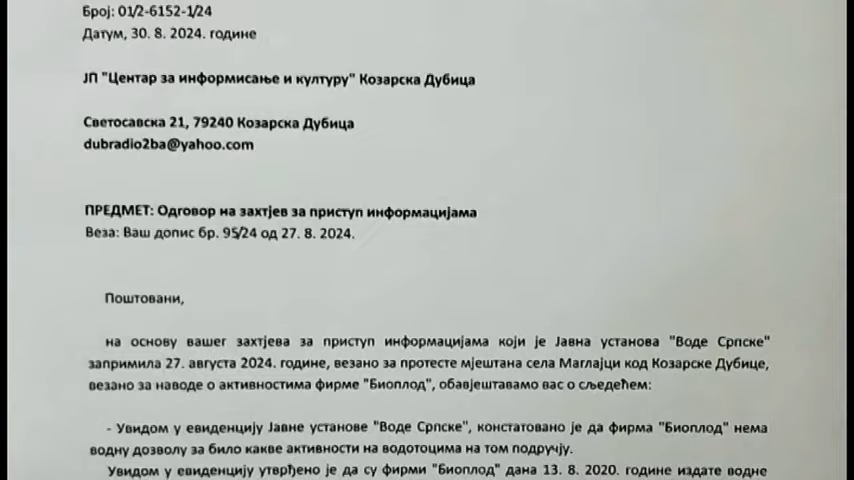 Број: 01/2-6152-1/24
Датум, 30. 8. 2024. године
ЈП "Центар за информисање и културу" Козарска Дубица
Светосавска 21, 79240 Козарска Дубица
dubradio2ba@yahoo.com
ПРЕДМЕТ: Одговор на захтјев за приступ информацијама
Веза: Ваш допис бр. 95/24 од 27. 8. 2024.
Поштовани,
на основу вашег захтјева за приступ информацијама који је Јавна установа "Воде Српске"
запримила 27. августа 2024. године, везано за протесте мјештана села Маглајци код Козарске Дубице,
везано за наводе о активностима фирме "Биоплод", обавјештавамо вас о сљедећем:
- Увидом у евиденцију Јавне установе "Воде Српске", констатовано је да фирма "Биоплод" нема
водну дозволу за било какве активности на водотоцима на том подручју.
Увидом у евиденцију утврђено је да су фирми "Биоплод" дана 13. 8. 2020. године издате водне